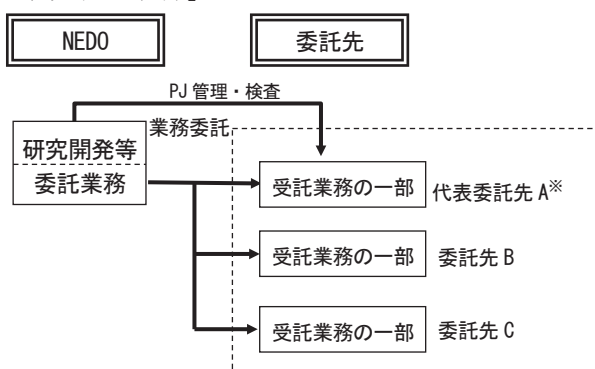 NEDO
委託先
PJ管理・検査
業務委託
研究開発等
委託業務
受託業務の一部
代表委託先A※
受託業務の一部
委託先B
受託業務の一部
委託先C